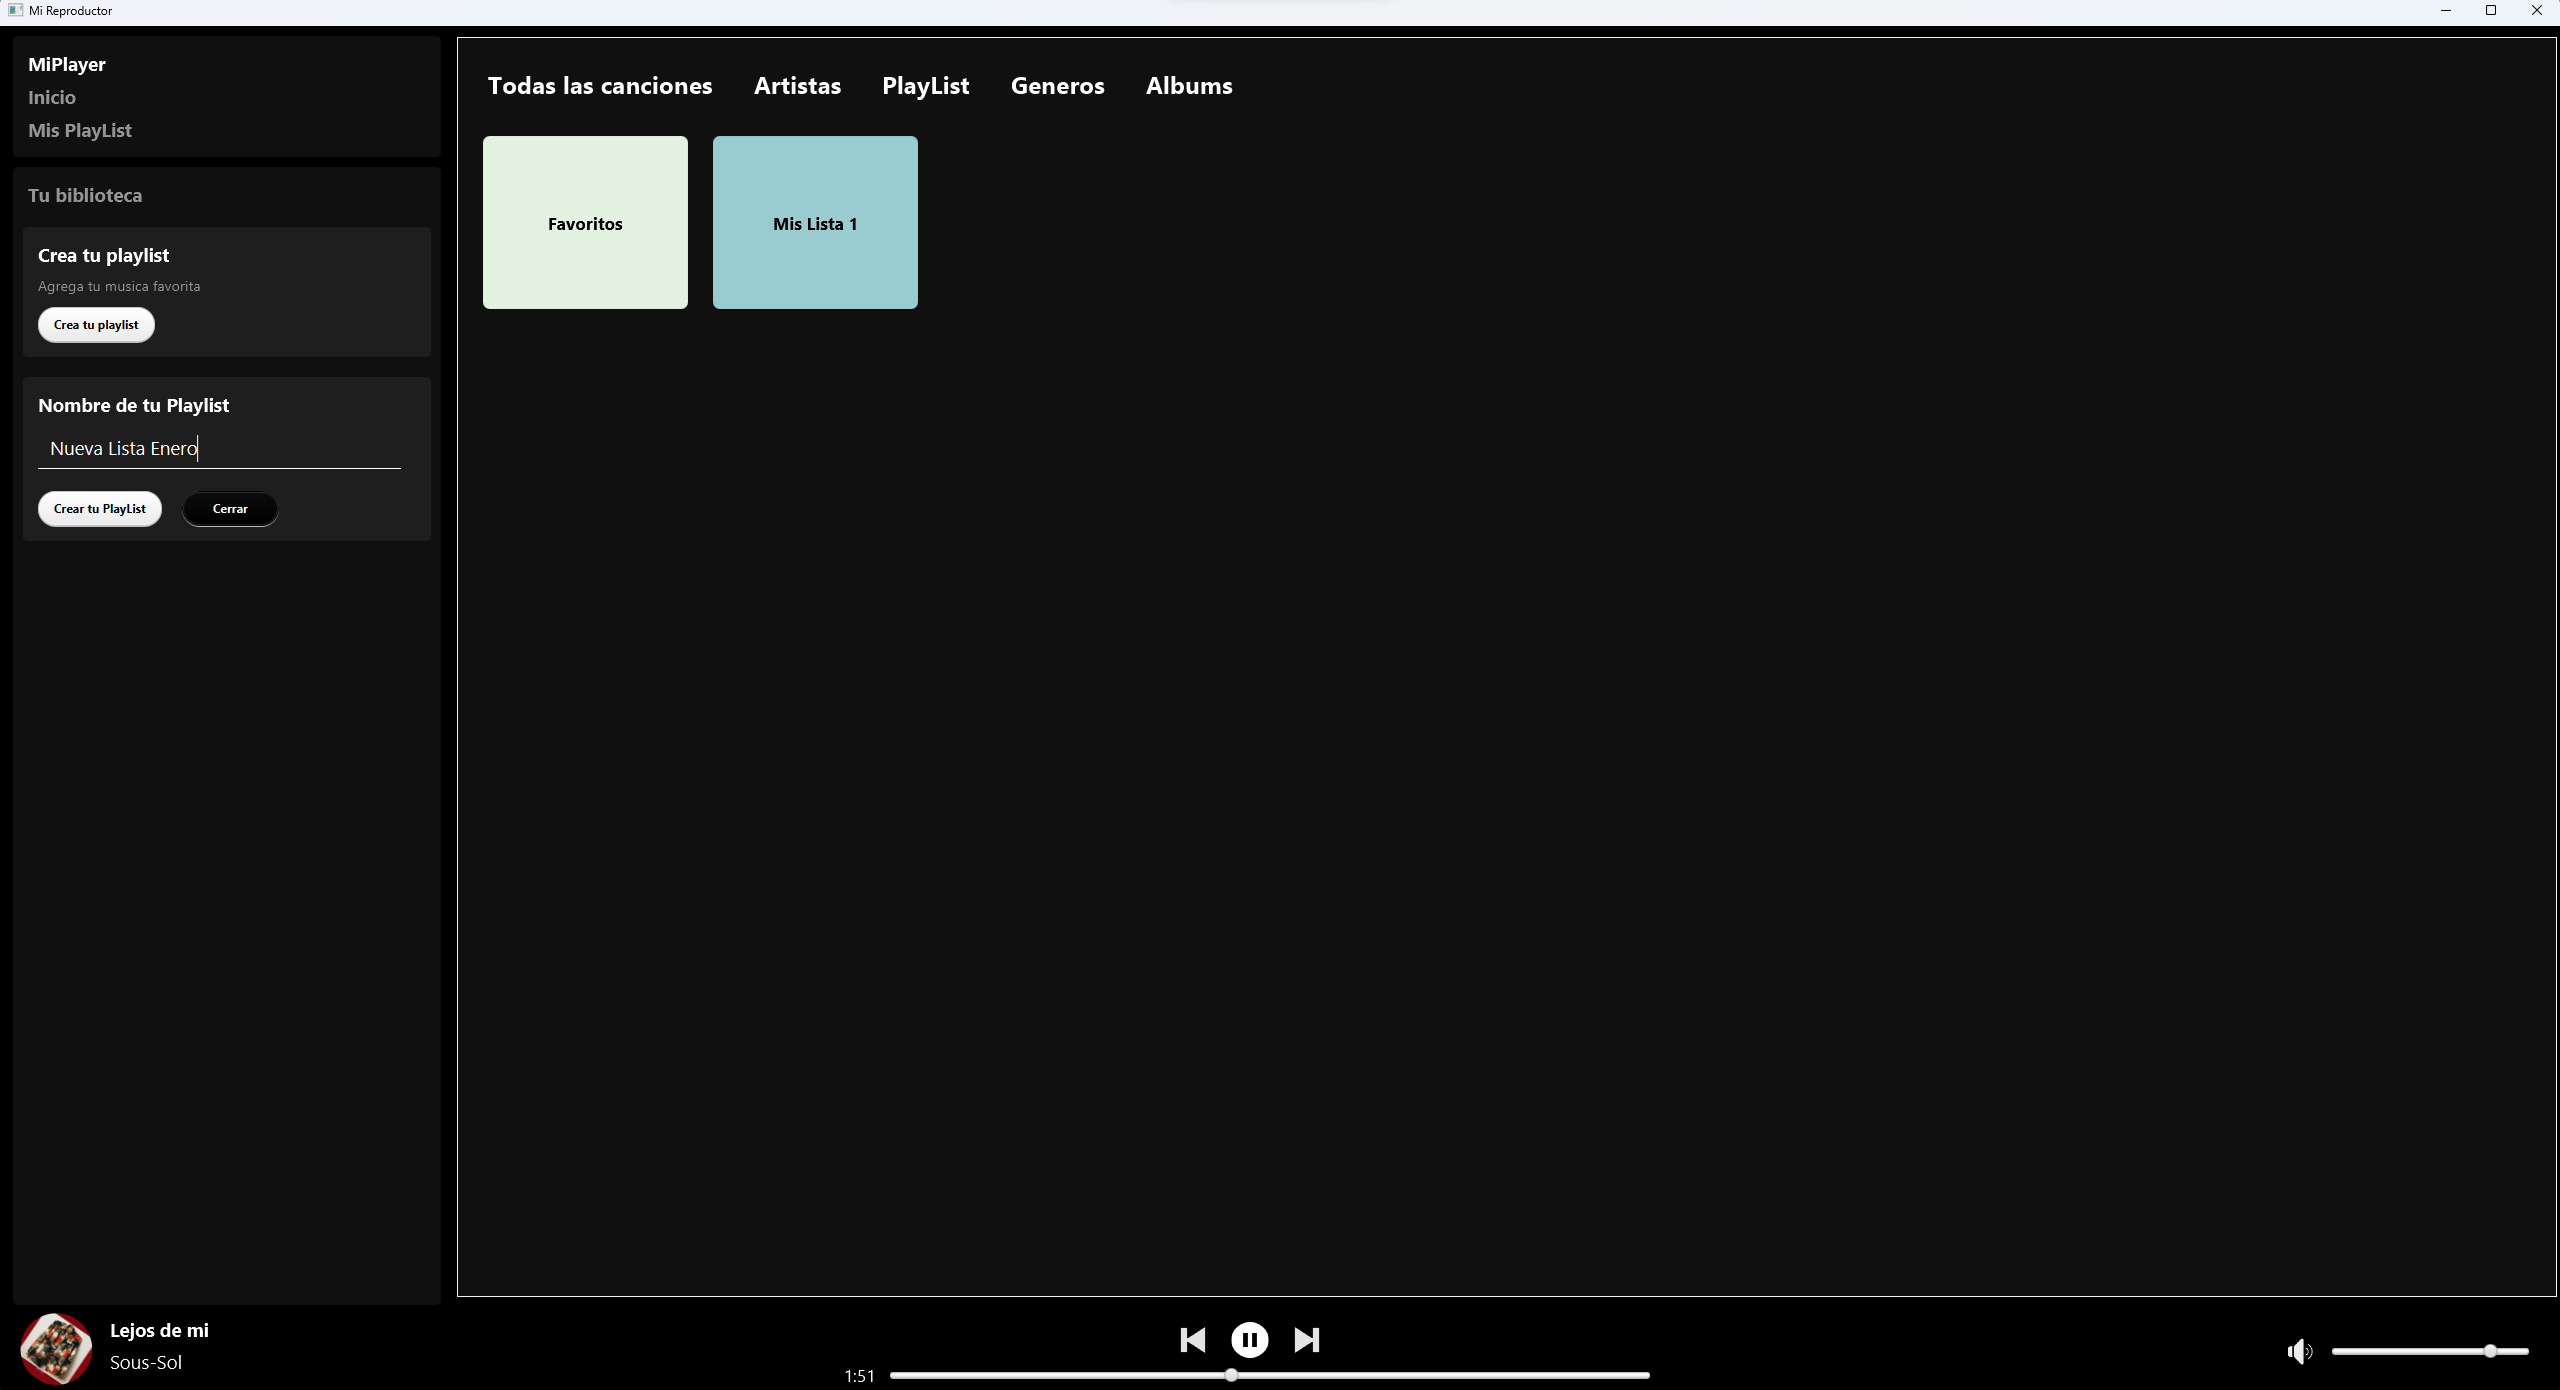 Mi Reproductor
MiPlayer
Inicio
Mis PlayList
Tu biblioteca
Crea tu playlist
Agrega tu musica favorita
Crea tu playlist
Nombre de tu Playlist
Nueva Lista Enero
Crear tu PlayList Cerrar
Todas las canciones Artistas PlayList Generos Albums
Favoritos Mis Lista 1
Lejos de mi
Sous-Sol
1:51